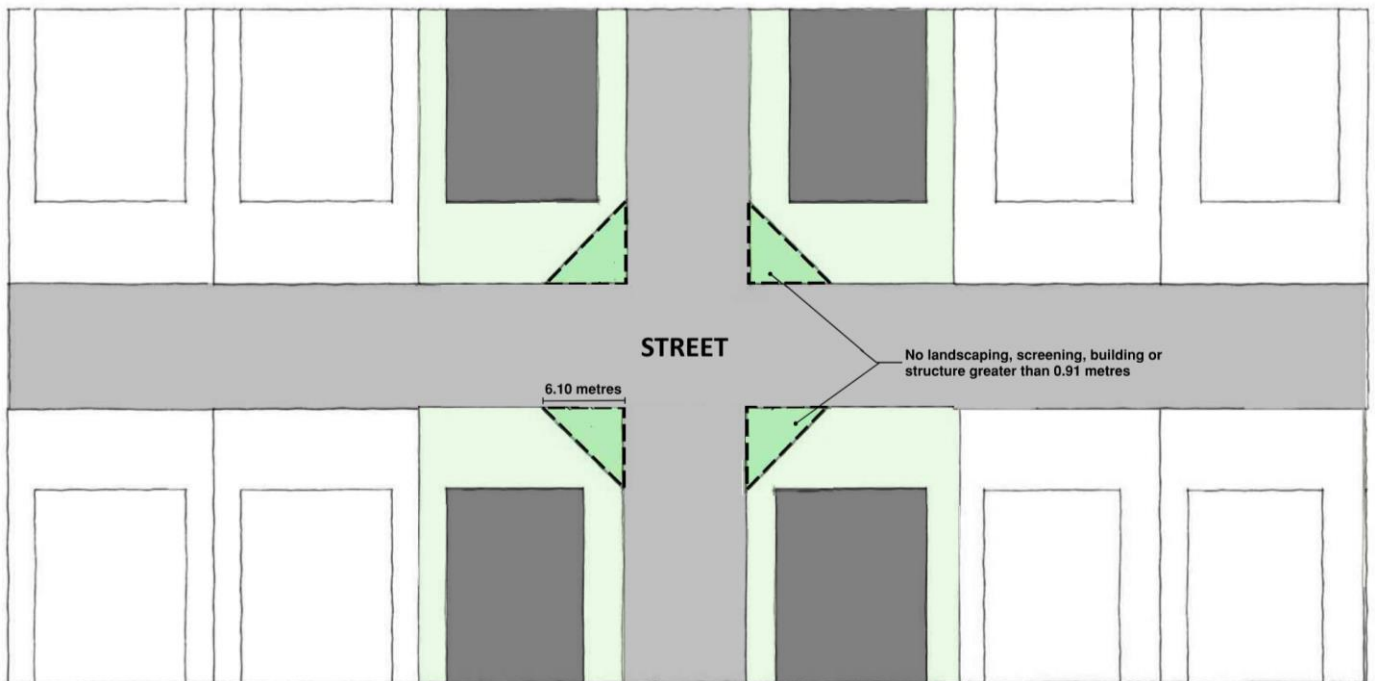 STREET
No landscaping, screening, building or
structure greater than 0.91 metres
6.10 metres